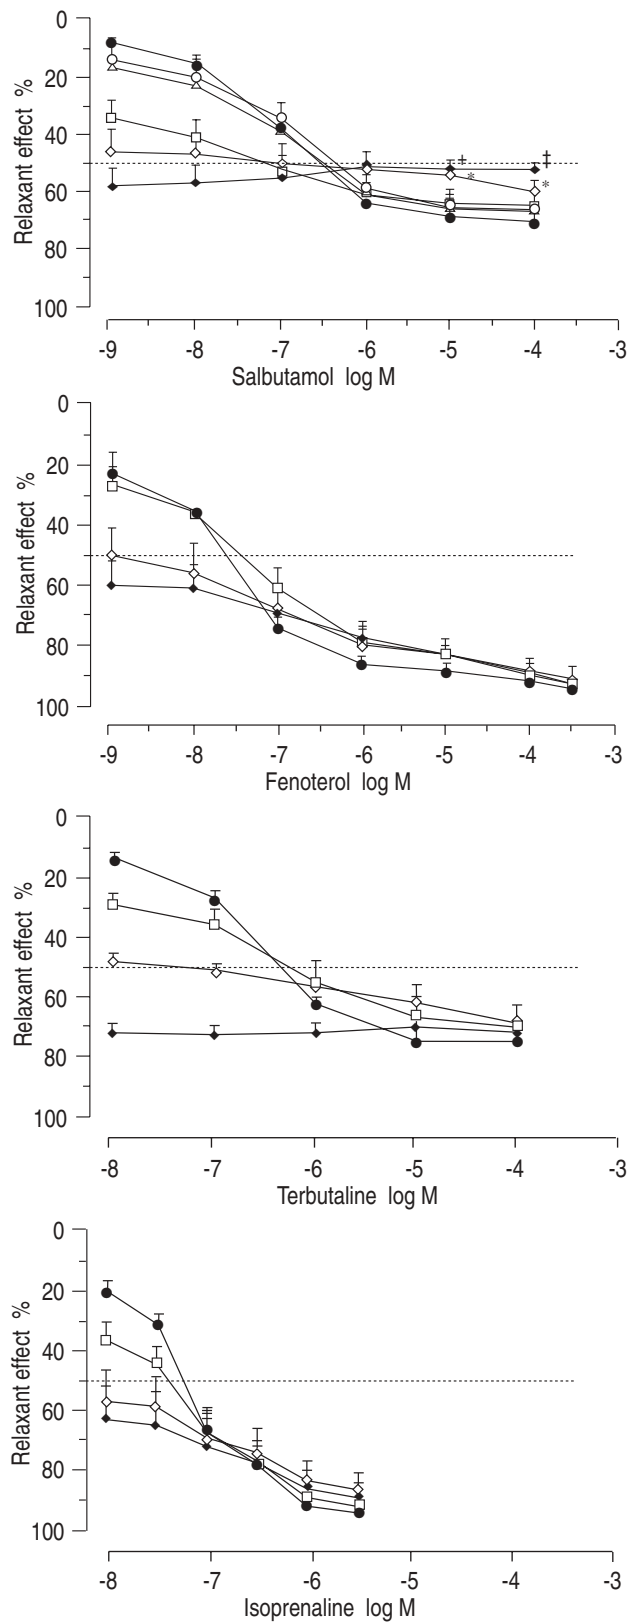 0
20
40
60
80
100
Relaxant effect %
‡
*
‡
*
-9 -8 -7 -6 -5 -4 -3
Salbutamol log M
0
20
40
60
80
100
Relaxant effect %
-9 -8 -7 -6 -5 -4 -3
Fenoterol log M
0
20
40
60
80
100
Relaxant effect %
-8 -7 -6 -5 -4 -3
Terbutaline log M
0
20
40
60
80
100
Relaxant effect %
-8 -7 -6 -5 -4 -3
Isoprenaline log M